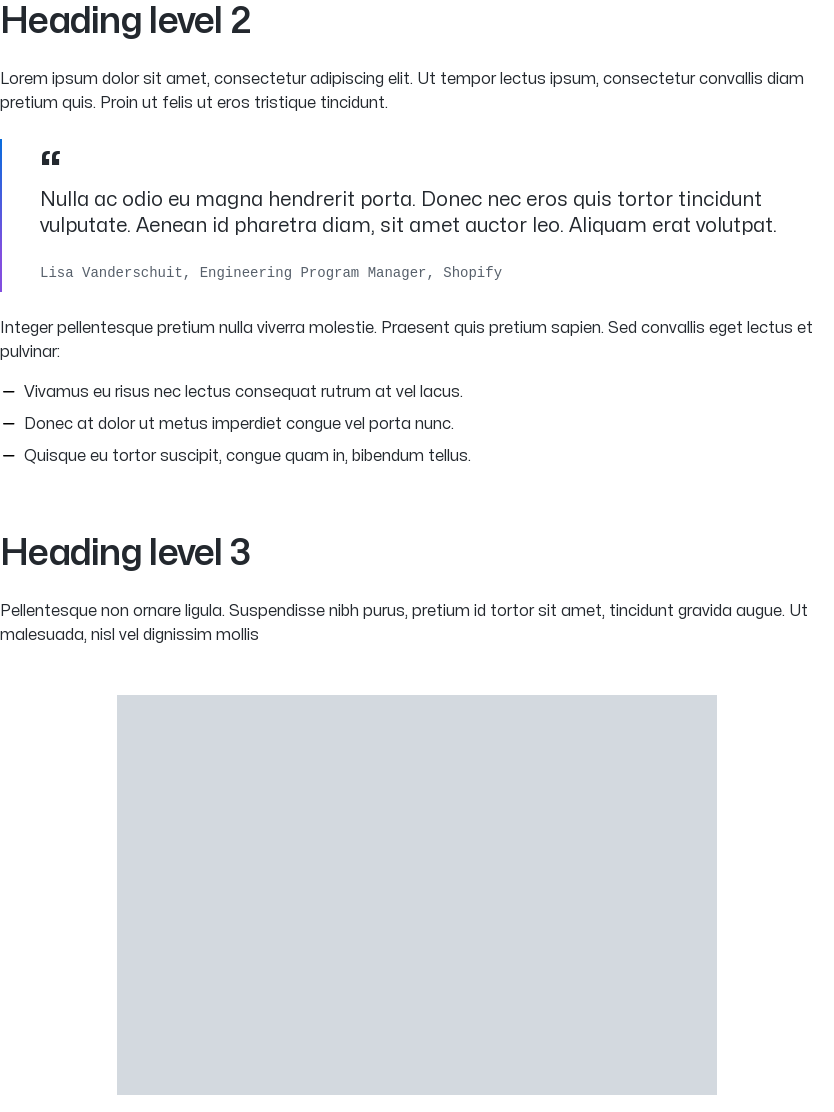 Heading level 2
Lorem ipsum dolor sit amet, consectetur adipiscing elit. Ut tempor lectus ipsum, consectetur convallis diam
pretium quis. Proin ut felis ut eros tristique tincidunt.
“
Nulla ac odio eu magna hendrerit porta. Donec nec eros quis tortor tincidunt
vulputate. Aenean id pharetra diam, sit amet auctor leo. Aliquam erat volutpat.
Lisa Vanderschuit, Engineering Program Manager, Shopify
Integer pellentesque pretium nulla viverra molestie. Praesent quis pretium sapien. Sed convallis eget lectus et
pulvinar:
— Vivamus eu risus nec lectus consequat rutrum at vel lacus.
— Donec at dolor ut metus imperdiet congue vel porta nunc.
— Quisque eu tortor suscipit, congue quam in, bibendum tellus.
Heading level 3
Pellentesque non ornare ligula. Suspendisse nibh purus, pretium id tortor sit amet, tincidunt gravida augue. Ut
malesuada, nisl vel dignissim mollis